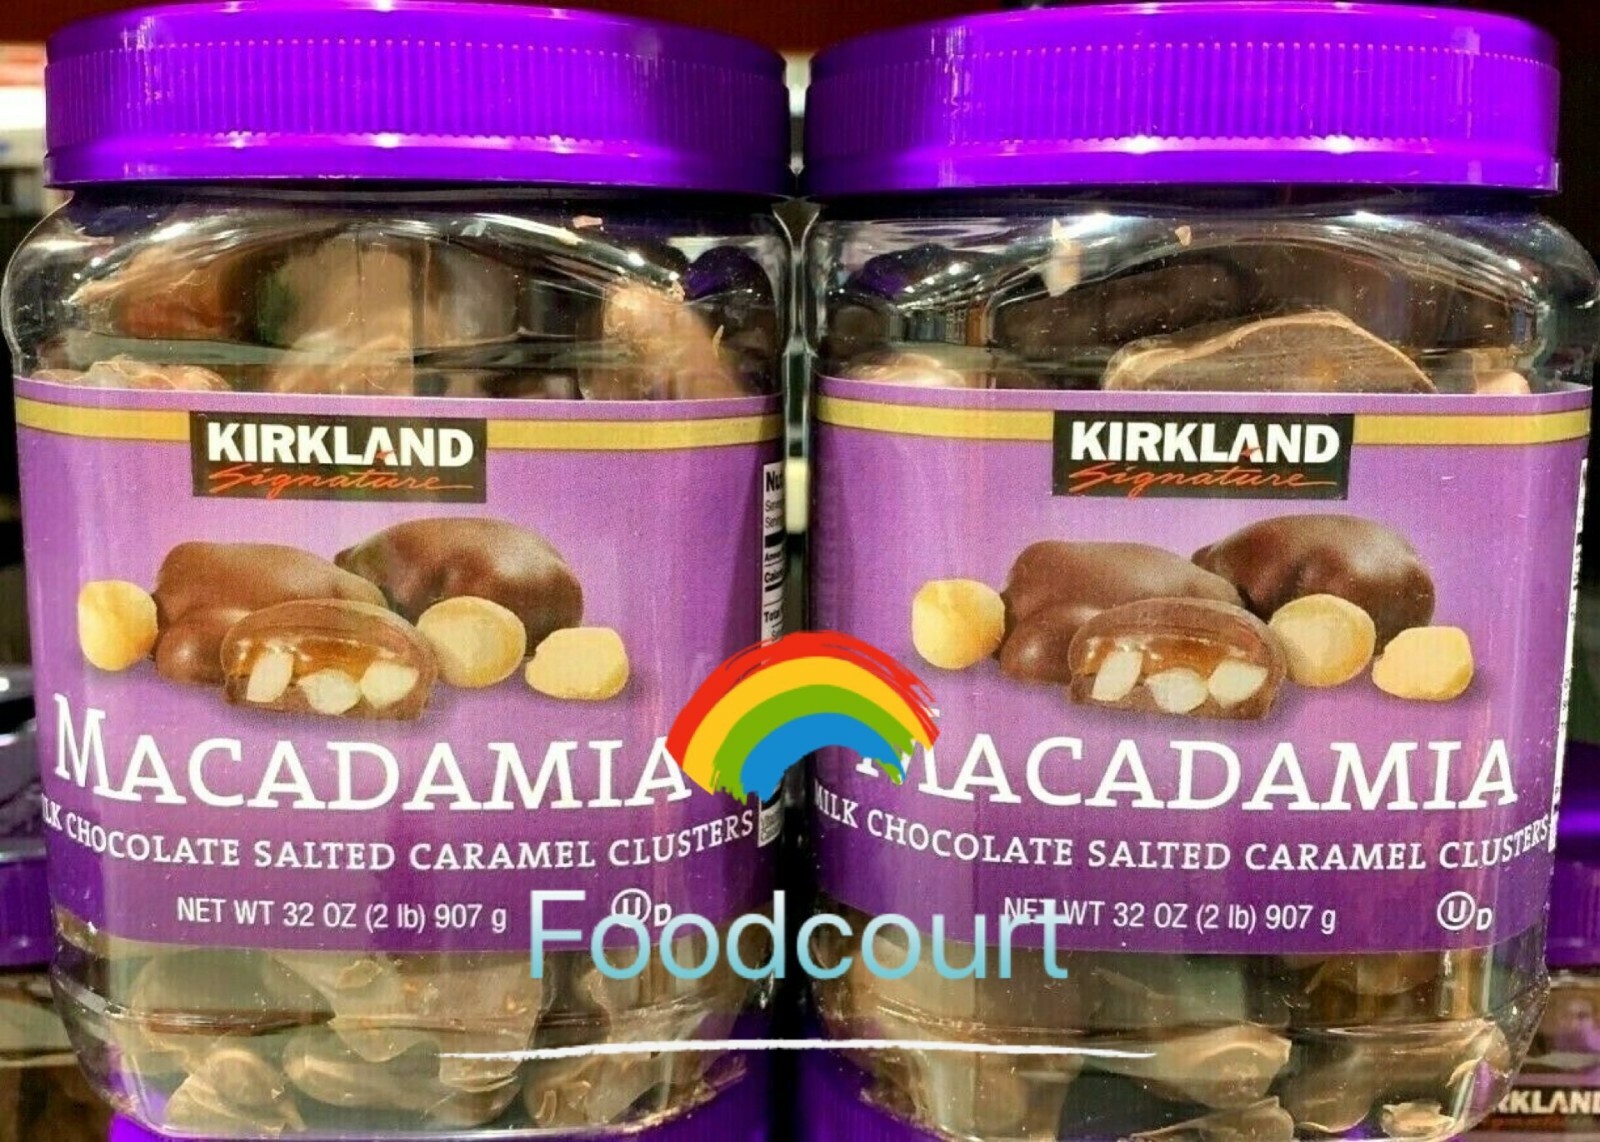 KIRKLAND
Signature
MACADAMIA
CHOCOLATE SALTED CARAMEL CLUSTERS
NET WT 32 OZ (2 lb) 907 g
U D
KIRKLAND
Signature
MACADAMIA
MILK CHOCOLATE SALTED CARAMEL CLUSTERS
NET WT 32 OZ (2 lb) 907 g
U D
Foodcourt